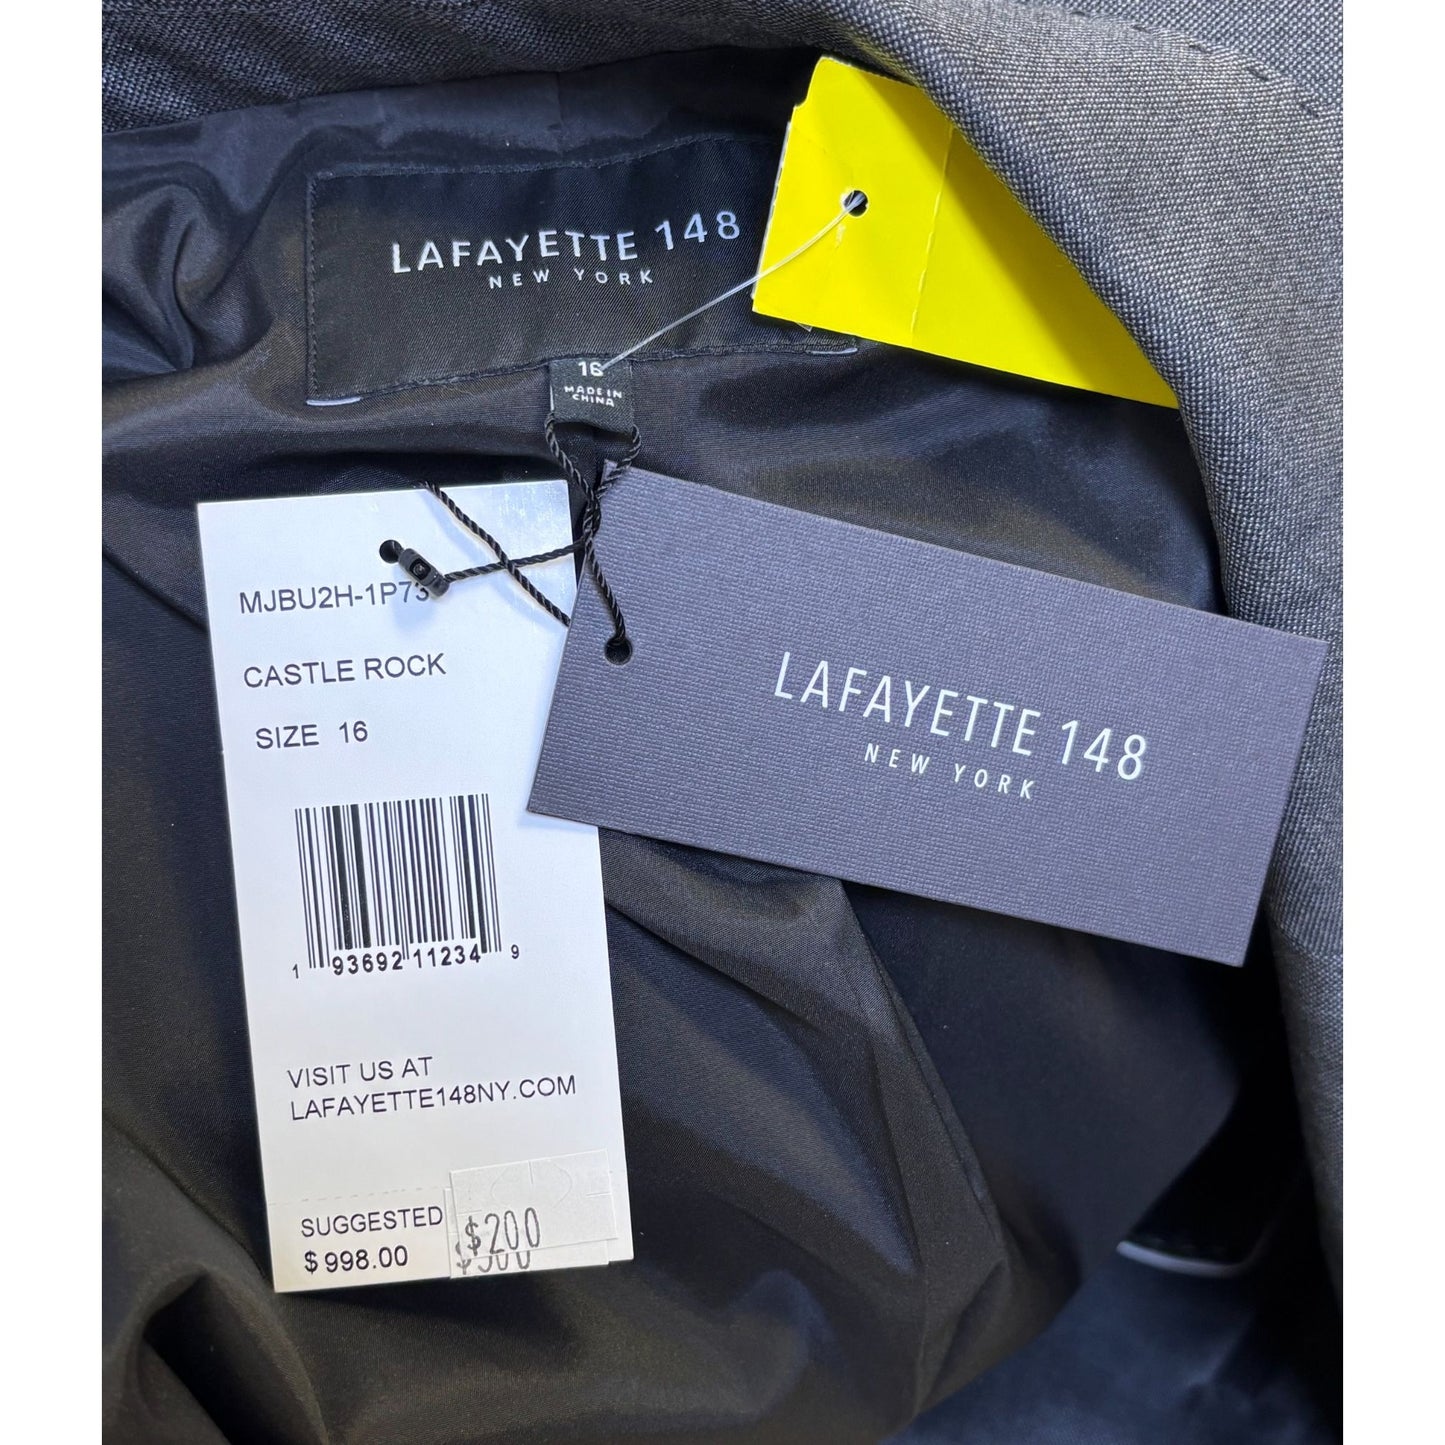 LAFAYETTE 148
NEW YORK
16
MADE IN
CHINA
MJBU2H-1P73
CASTLE ROCK
SIZE 16
1 93692 11234 9
VISIT US AT
LAFAYETTE148NY.COM
SUGGESTED
$998.00
$200
LAFAYETTE 148
NEW YORK